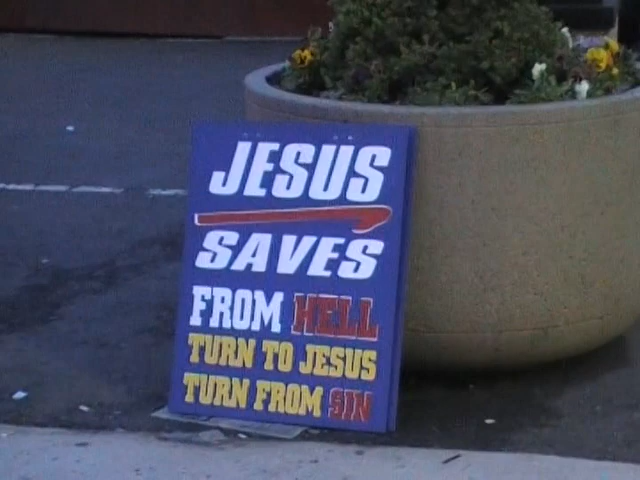 JESUS
SAVES
FROM HELL
TURN TO JESUS
TURN FROM SIN